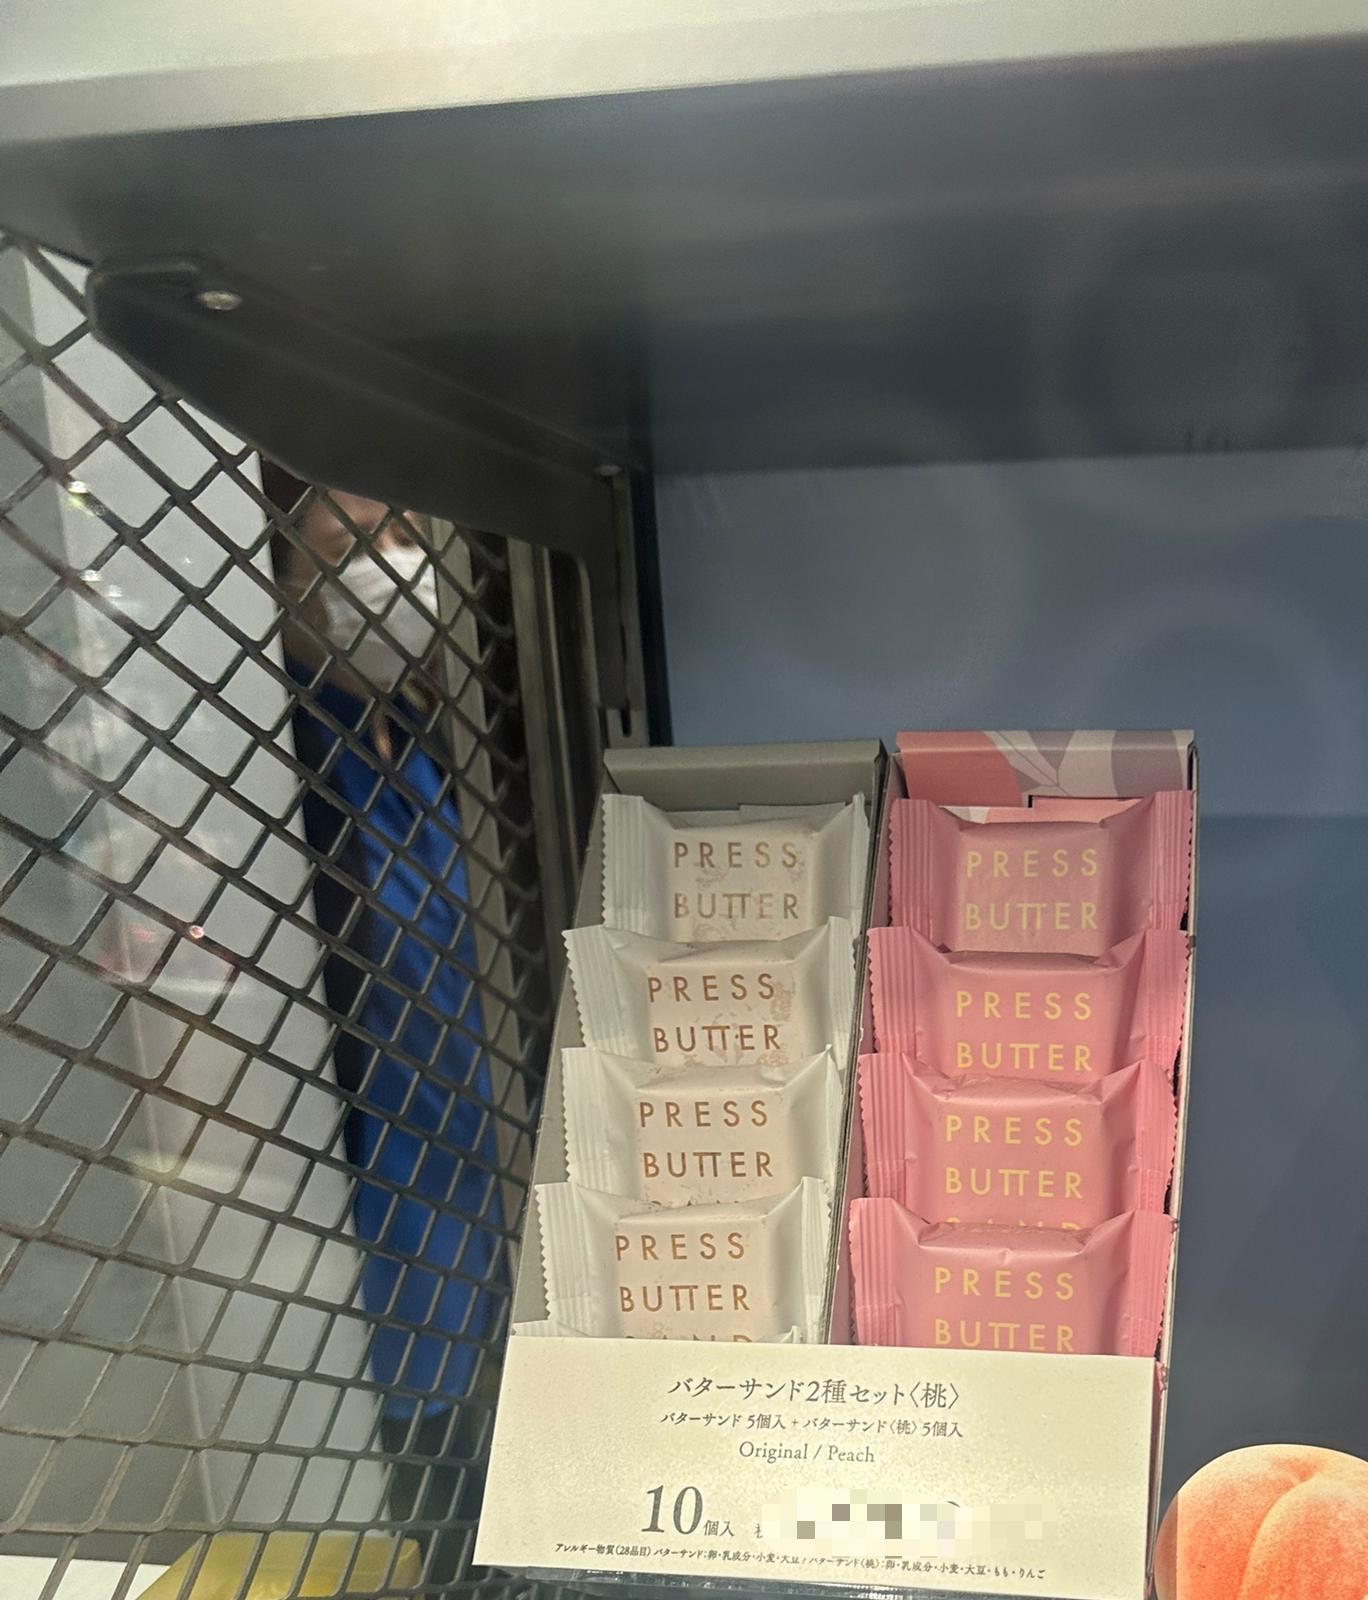 PRESS
BUTTER
PRESS
BUTTER
PRESS
BUTTER
PRESS
BUTTER
SAND
PRESS
BUTTER
PRESS
BUTTER
PRESS
BUTTER
SAND
PRESS
BUTTER
バターサンド2種セット〈桃〉
バターサンド 5個入 + バターサンド〈桃〉5個入
Original / Peach
10個入
アレルギー物質(28品目) バターサンド:卵・乳成分・小麦・大豆 / バターサンド〈桃〉:卵・乳成分・小麦・大豆・もも・りんご